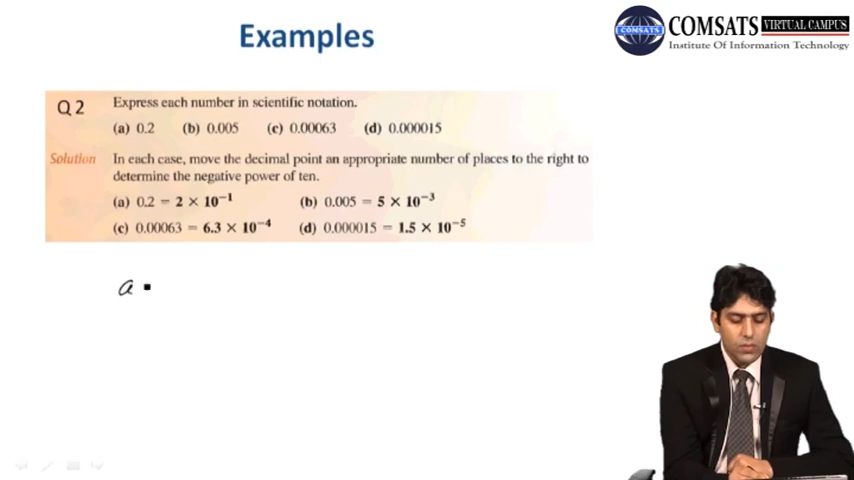 Examples
COMSATS VIRTUAL CAMPUS
Institute Of Information Technology
COMSATS
Q2 Express each number in scientific notation.
(a) 0.2 (b) 0.005 (c) 0.00063 (d) 0.000015
Solution In each case, move the decimal point an appropriate number of places to the right to
determine the negative power of ten.
(a) 0.2 = 2 × 10⁻¹ (b) 0.005 = 5 × 10⁻³
(c) 0.00063 = 6.3 × 10⁻⁴ (d) 0.000015 = 1.5 × 10⁻⁵
a